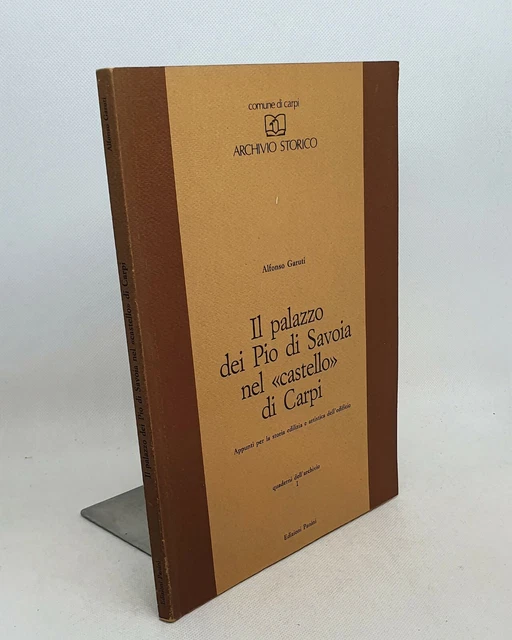 comune di carpi
ARCHIVIO STORICO
Alfonso Garuti
Il palazzo
dei Pio di Savoia
nel «castello»
di Carpi
Appunti per la storia edilizia e artistica dell'edificio
quaderni dell'archivio
1
Edizioni Panini
Alfonso Garuti
Il palazzo dei Pio di Savoia nel «castello» di Carpi
Edizioni Panini